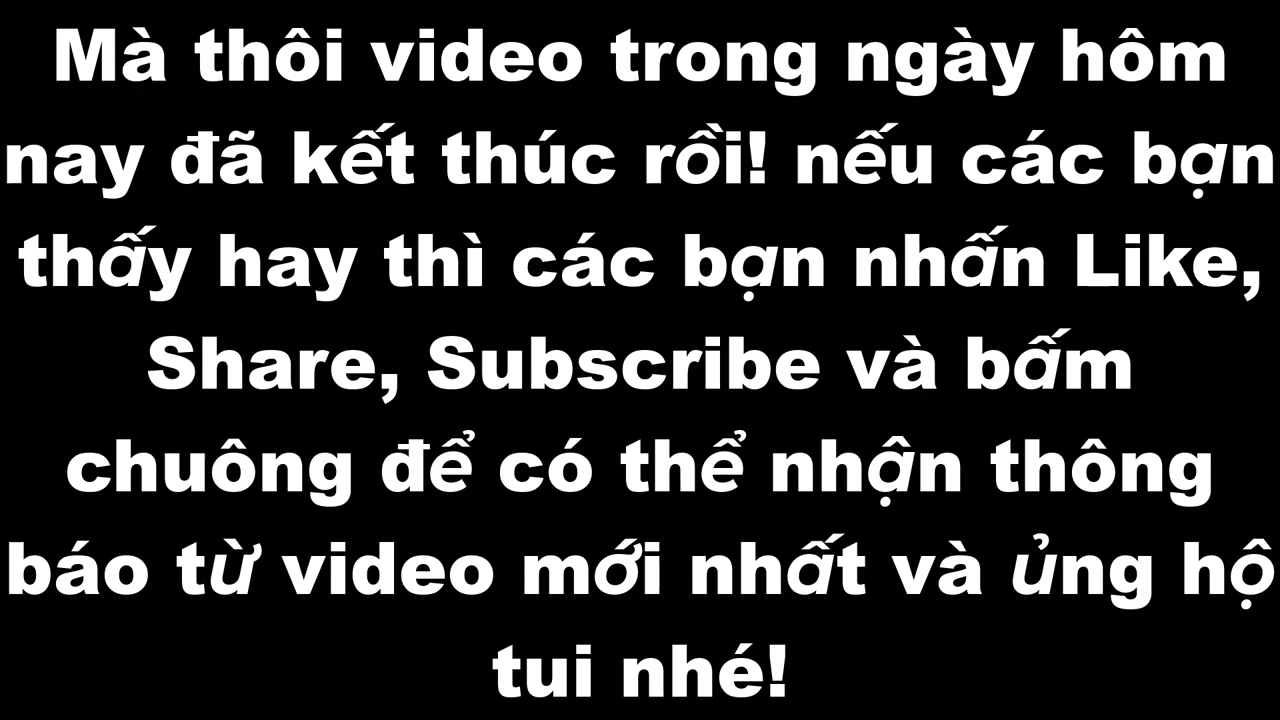 Mà thôi video trong ngày hôm
nay đã kết thúc rồi! nếu các bạn
thấy hay thì các bạn nhấn Like,
Share, Subscribe và bấm
chuông để có thể nhận thông
báo từ video mới nhất và ủng hộ
tui nhé!